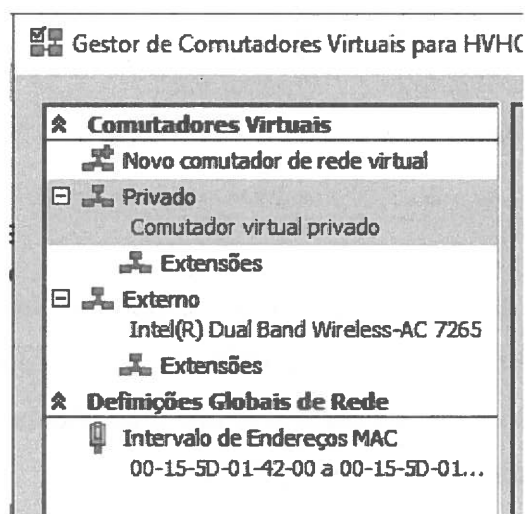 Gestor de Comutadores Virtuais para HVHC
Comutadores Virtuais
Novo comutador de rede virtual
Privado
Comutador virtual privado
Extensões
Externo
Intel(R) Dual Band Wireless-AC 7265
Extensões
Definições Globais de Rede
Intervalo de Endereços MAC
00-15-5D-01-42-00 a 00-15-5D-01...